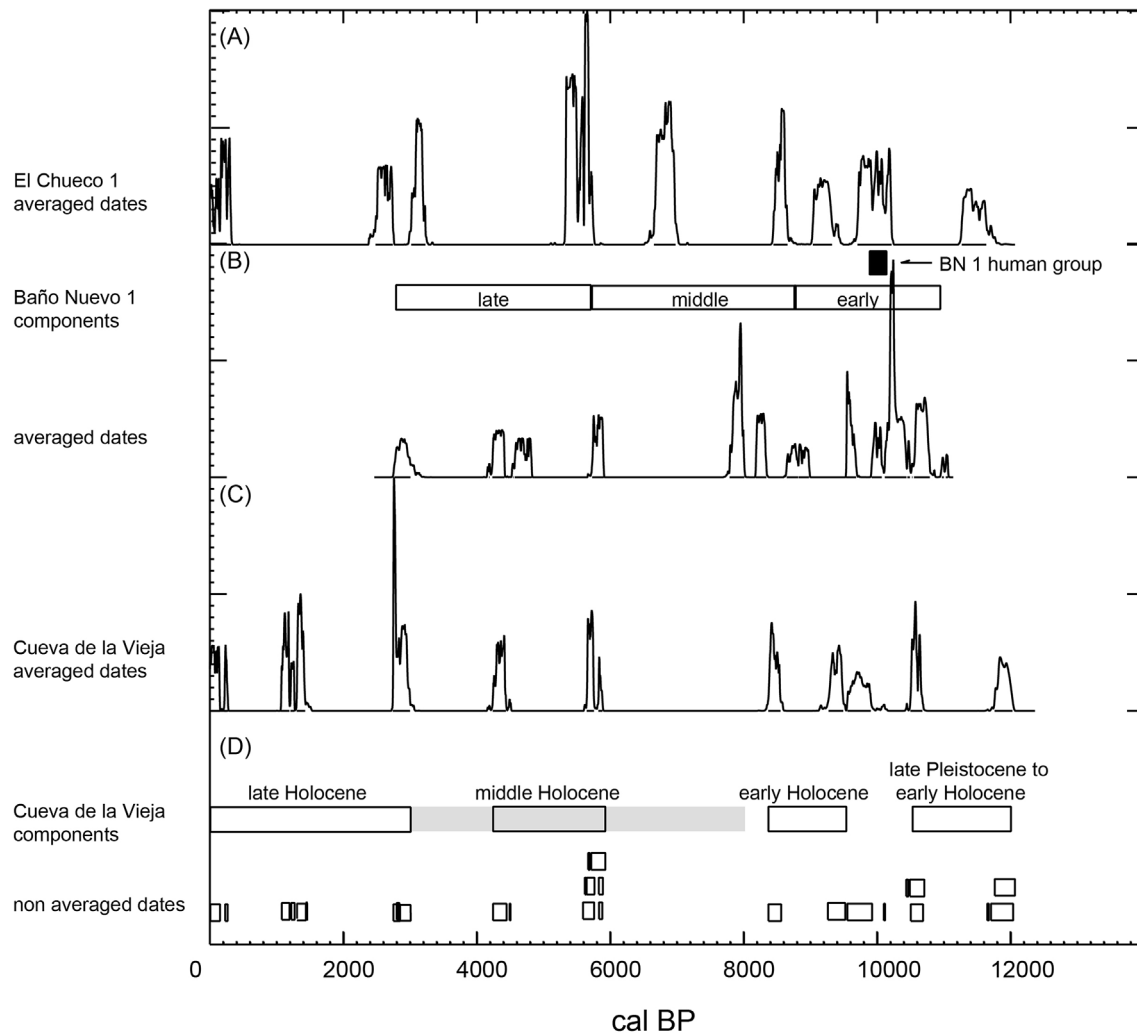 (A)
El Chueco 1
averaged dates
(B)
BN 1 human group
Baño Nuevo 1
components
late
middle
early
averaged dates
(C)
Cueva de la Vieja
averaged dates
(D)
late Pleistocene to
late Holocene
middle Holocene
early Holocene
early Holocene
Cueva de la Vieja
components
non averaged dates
0
2000
4000
6000
8000
10000
12000
cal BP